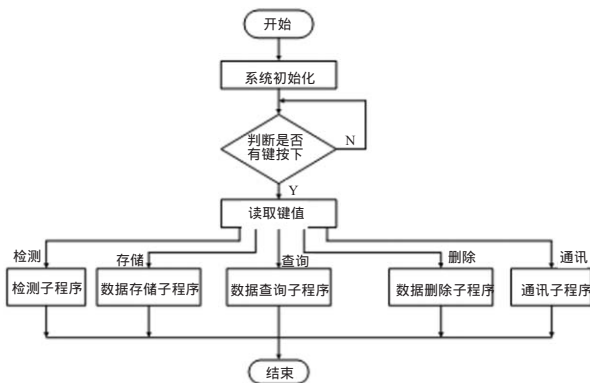 开始
系统初始化
判断是否
有键按下
N
Y
读取键值
检测
存储
查询
删除
通讯
检测子程序
数据存储子程序
数据查询子程序
数据删除子程序
通讯子程序
结束